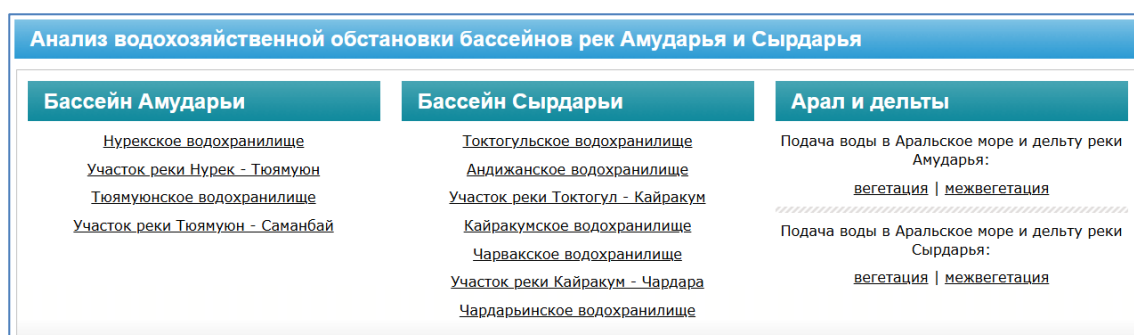 Анализ водохозяйственной обстановки бассейнов рек Амударья и Сырдарья
Бассейн Амударьи
Нурекское водохранилище
Участок реки Нурек - Тюямуюн
Тюямуюнское водохранилище
Участок реки Тюямуюн - Саманбай
Бассейн Сырдарьи
Токтогульское водохранилище
Андижанское водохранилище
Участок реки Токтогул - Кайракум
Кайракумское водохранилище
Чарвакское водохранилище
Участок реки Кайракум - Чардара
Чардарьинское водохранилище
Арал и дельты
Подача воды в Аральское море и дельту реки
Амударья:
вегетация | межвегетация
Подача воды в Аральское море и дельту реки
Сырдарья:
вегетация | межвегетация